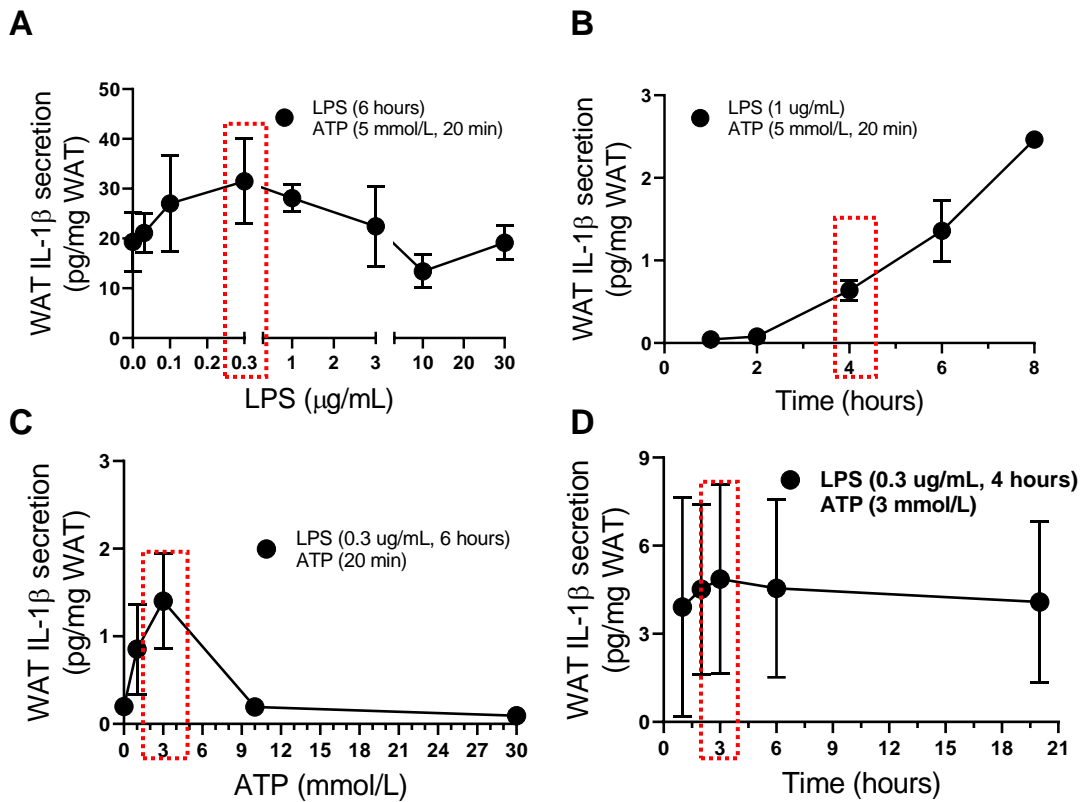 A
WAT IL-1β secretion
(pg/mg WAT)
50
40
30
20
10
0
LPS (6 hours)
ATP (5 mmol/L, 20 min)
0.0 0.1 0.2 0.3 1 3 10 30
LPS (μg/mL)
B
WAT IL-1β secretion
(pg/mg WAT)
3
2
1
0
LPS (1 ug/mL)
ATP (5 mmol/L, 20 min)
0 2 4 6 8
Time (hours)
C
WAT IL-1β secretion
(pg/mg WAT)
3
2
1
0
LPS (0.3 ug/mL, 6 hours)
ATP (20 min)
0 3 6 9 12 15 18 21 24 27 30
ATP (mmol/L)
D
WAT IL-1β secretion
(pg/mg WAT)
9
6
3
0
LPS (0.3 ug/mL, 4 hours)
ATP (3 mmol/L)
0 3 6 9 12 15 18 21
Time (hours)